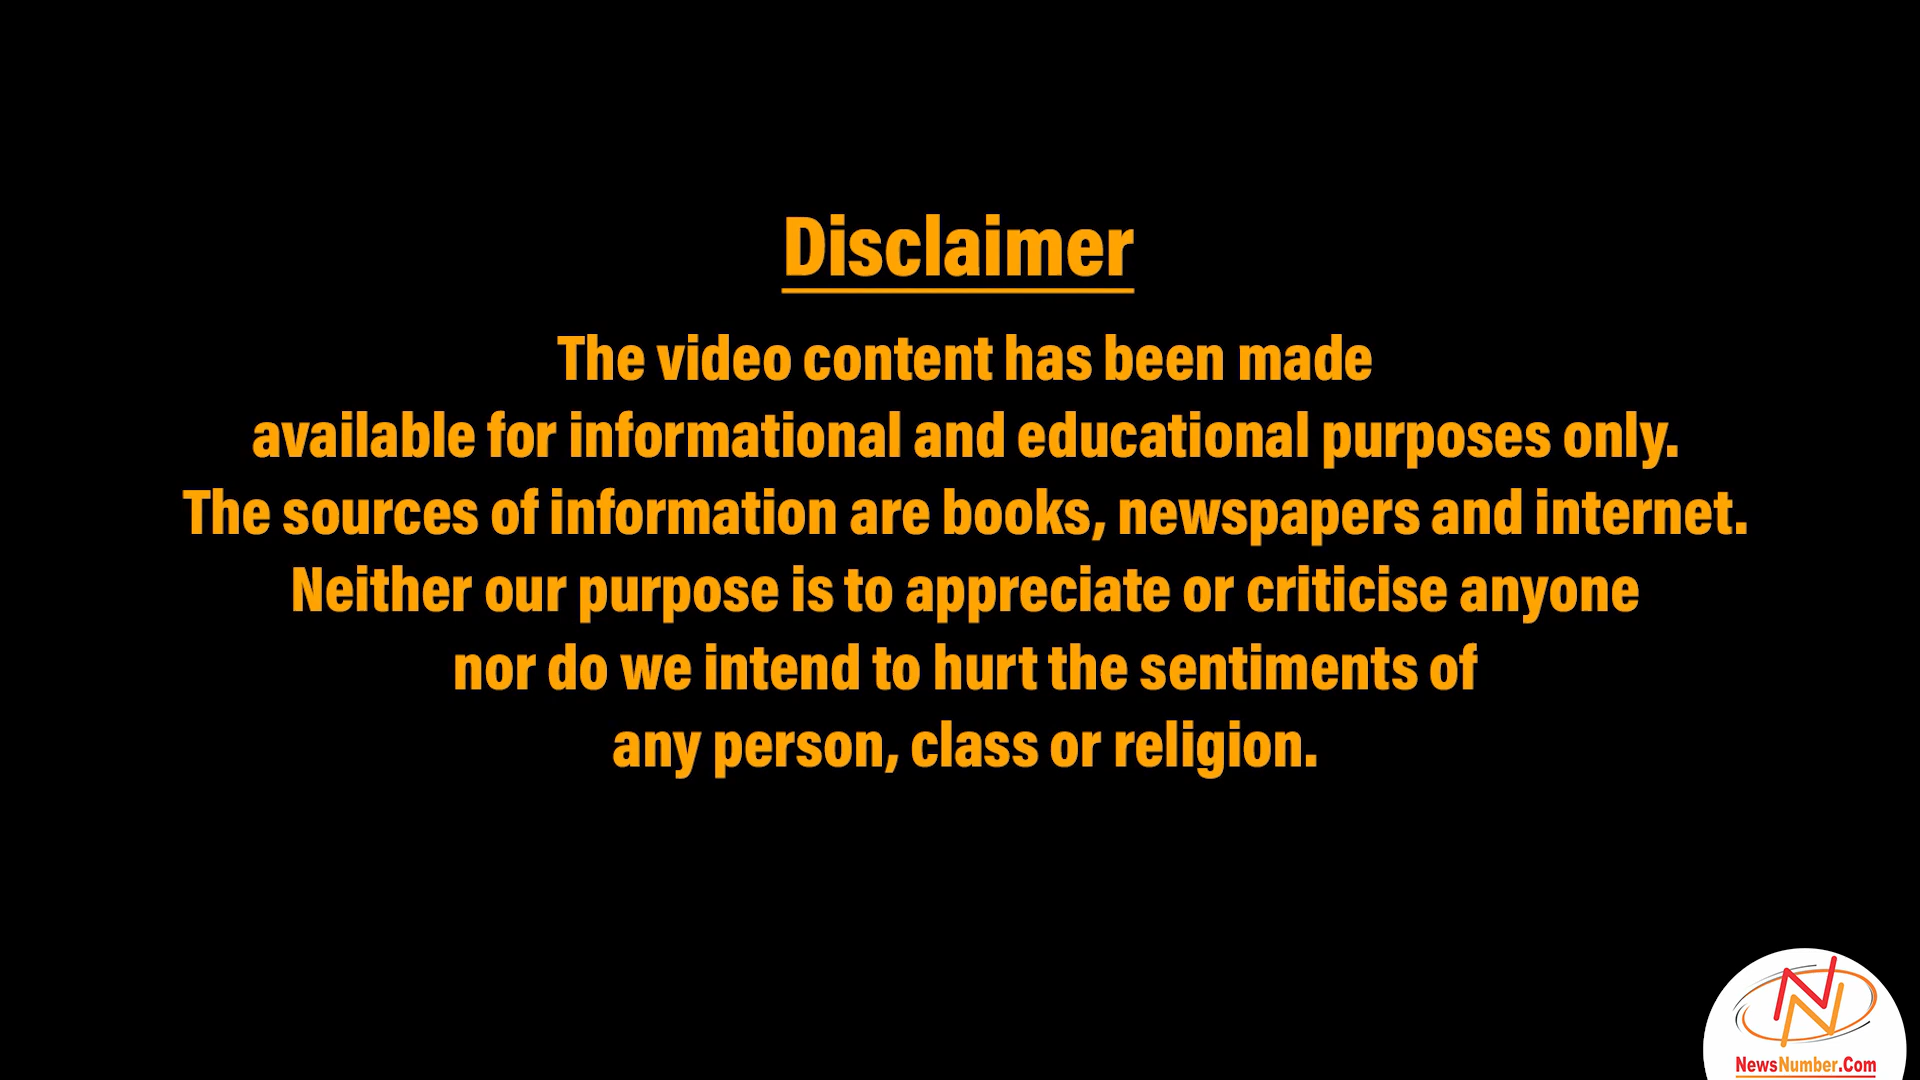 Disclaimer
The video content has been made
available for informational and educational purposes only.
The sources of information are books, newspapers and internet.
Neither our purpose is to appreciate or criticise anyone
nor do we intend to hurt the sentiments of
any person, class or religion.
NN
NewsNumber.Com